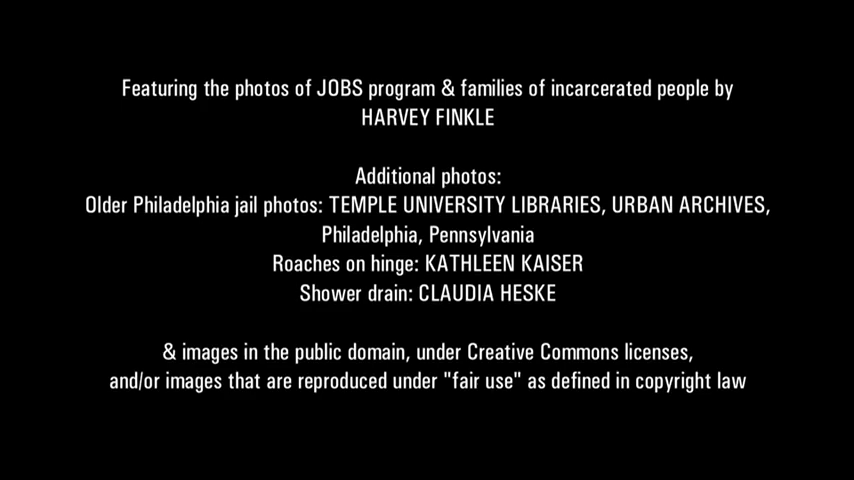 Featuring the photos of JOBS program & families of incarcerated people by
HARVEY FINKLE
Additional photos:
Older Philadelphia jail photos: TEMPLE UNIVERSITY LIBRARIES, URBAN ARCHIVES,
Philadelphia, Pennsylvania
Roaches on hinge: KATHLEEN KAISER
Shower drain: CLAUDIA HESKE
& images in the public domain, under Creative Commons licenses,
and/or images that are reproduced under "fair use" as defined in copyright law